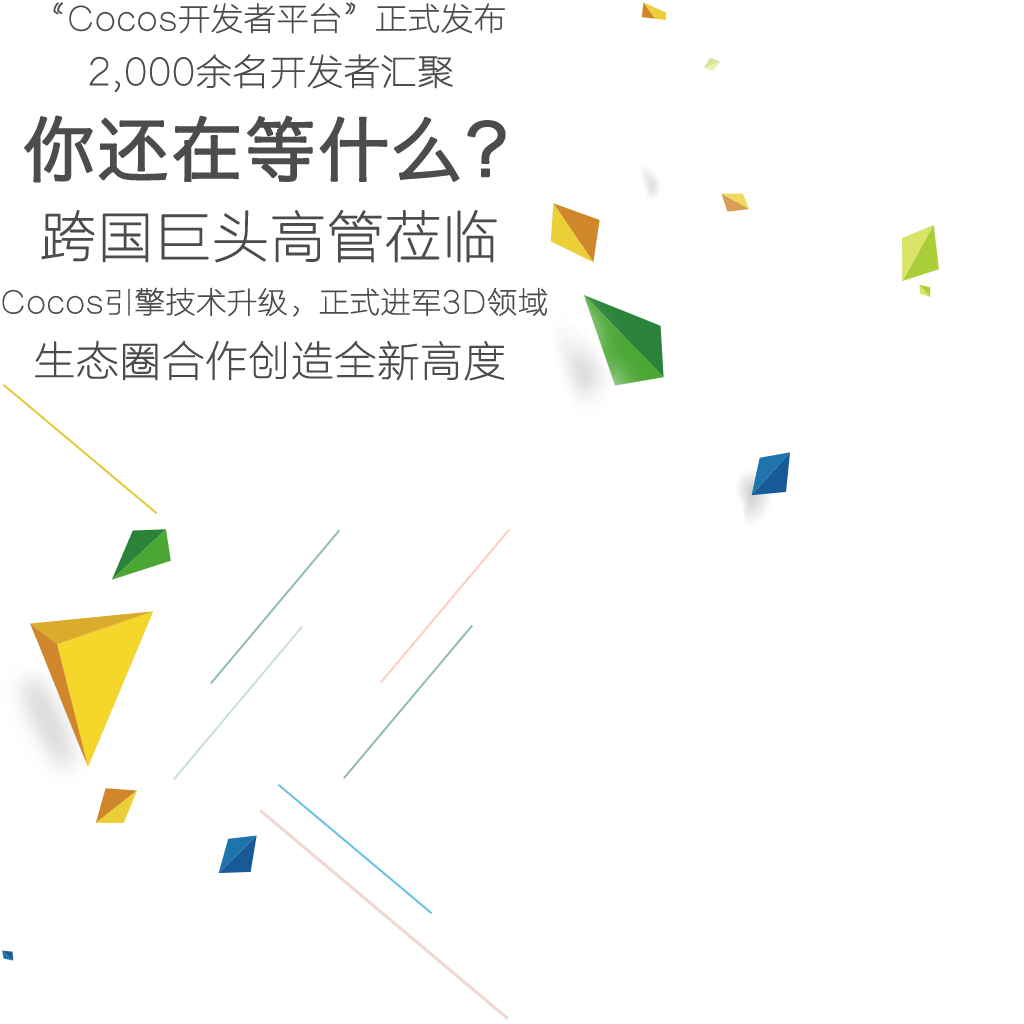 “Cocos开发者平台”正式发布
2,000余名开发者汇聚
你还在等什么？
跨国巨头高管莅临
Cocos引擎技术升级，正式进军3D领域
生态圈合作创造全新高度